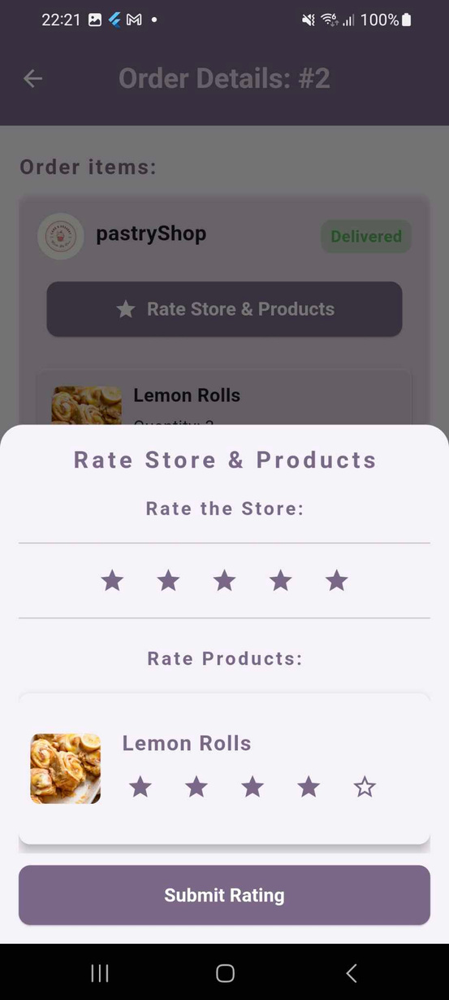 22:21
100%
Order Details: #2
Order items:
pastryShop
Delivered
Rate Store & Products
Lemon Rolls
Rate Store & Products
Rate the Store:
Rate Products:
Lemon Rolls
Submit Rating